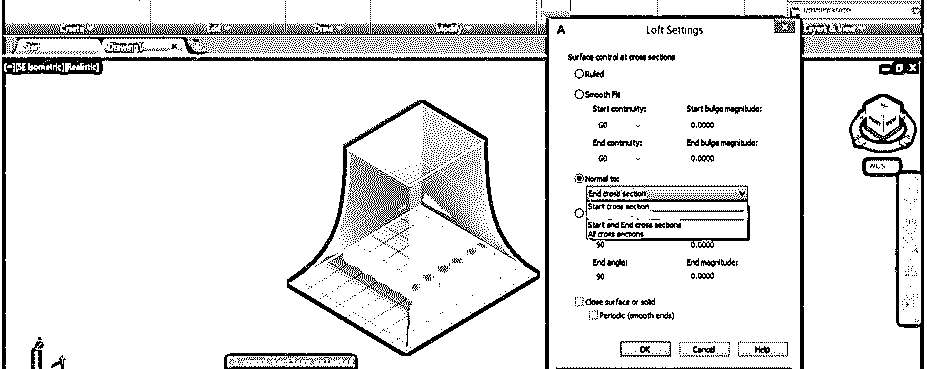 [–][SE Isometric][Realistic]
Loft Settings
Surface control at cross sections
Ruled
Smooth Fit
Start continuity: Start bulge magnitude:
G0 0.0000
End continuity: End bulge magnitude:
G0 0.0000
Normal to:
End cross section
Start cross section
Start and End cross sections
All cross sections
90 0.0000
End angle: End magnitude:
90 0.0000
Close surface or solid
Periodic (smooth ends)
OK Cancel Help